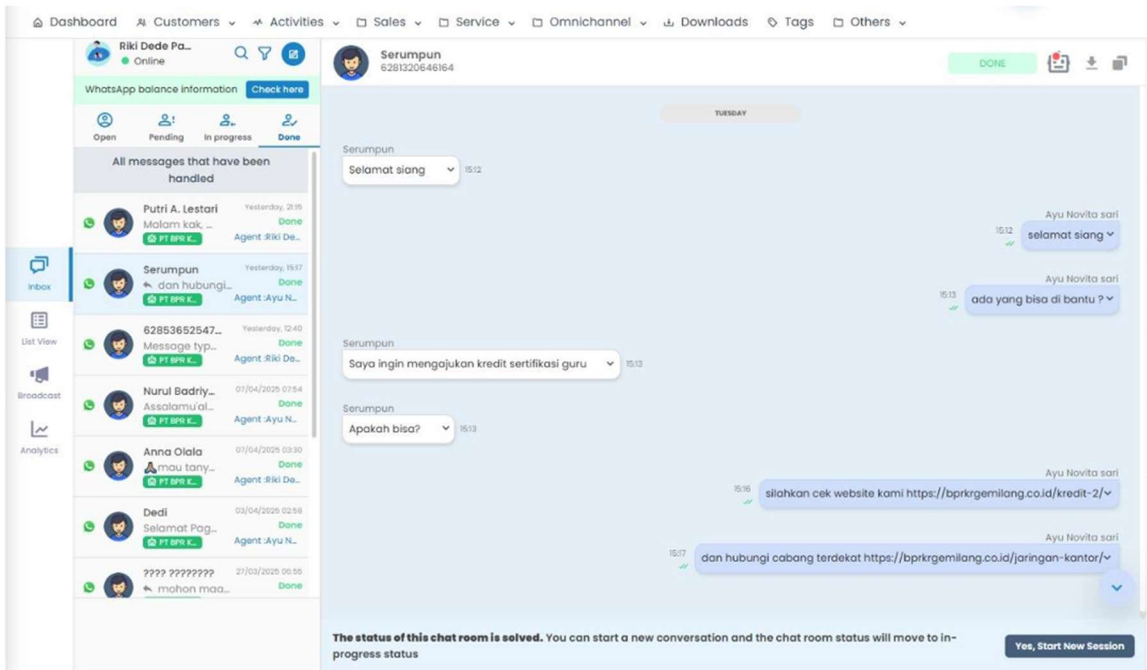 Dashboard Customers Activities Sales Service Omnichannel Downloads Tags Others
Riki Dede Pa...
Online
WhatsApp balance information Check here
Open Pending In progress Done
All messages that have been
handled
Putri A. Lestari Yesterday, 21:15
Malam kak, ... Done
PT BPR K... Agent :Riki De...
Serumpun Yesterday, 15:17
dan hubungi... Done
PT BPR K... Agent :Ayu N...
62853652547... Yesterday, 12:40
Message typ... Done
PT BPR K... Agent :Riki De...
Nurul Badriy... 07/04/2025 07:54
Assalamu'al... Done
PT BPR K... Agent :Ayu N...
Anna Olala 07/04/2025 03:30
🙏🏾mau tany... Done
PT BPR K... Agent :Riki De...
Dedi 03/04/2025 02:58
Selamat Pag... Done
PT BPR K... Agent :Ayu N...
???? ???????? 27/03/2025 06:55
mohon maa... Done
Inbox
List View
Broadcast
Analytics
Serumpun
6281320646164
DONE
TUESDAY
Serumpun
Selamat siang 15:12
Ayu Novita sari
15:12 selamat siang
Ayu Novita sari
15:13 ada yang bisa di bantu ?
Serumpun
Saya ingin mengajukan kredit sertifikasi guru 15:13
Serumpun
Apakah bisa? 15:13
Ayu Novita sari
15:16 silahkan cek website kami https://bprkrgemilang.co.id/kredit-2/
Ayu Novita sari
15:17 dan hubungi cabang terdekat https://bprkrgemilang.co.id/jaringan-kantor/
The status of this chat room is solved. You can start a new conversation and the chat room status will move to in-
progress status
Yes, Start New Session